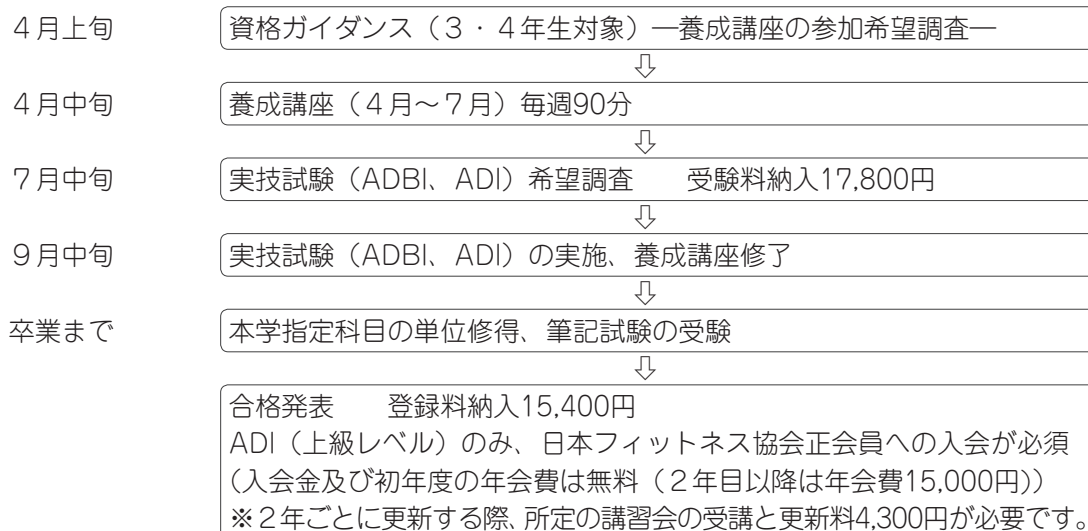 4月上旬 資格ガイダンス（3・4年生対象）―養成講座の参加希望調査―
⇩
4月中旬 養成講座（4月～7月）毎週90分
⇩
7月中旬 実技試験（ADBI、ADI）希望調査　　受験料納入17,800円
⇩
9月中旬 実技試験（ADBI、ADI）の実施、養成講座修了
⇩
卒業まで 本学指定科目の単位修得、筆記試験の受験
⇩
合格発表　　登録料納入15,400円
ADI（上級レベル）のみ、日本フィットネス協会正会員への入会が必須
(入会金及び初年度の年会費は無料（2年目以降は年会費15,000円))
※2年ごとに更新する際、所定の講習会の受講と更新料4,300円が必要です。